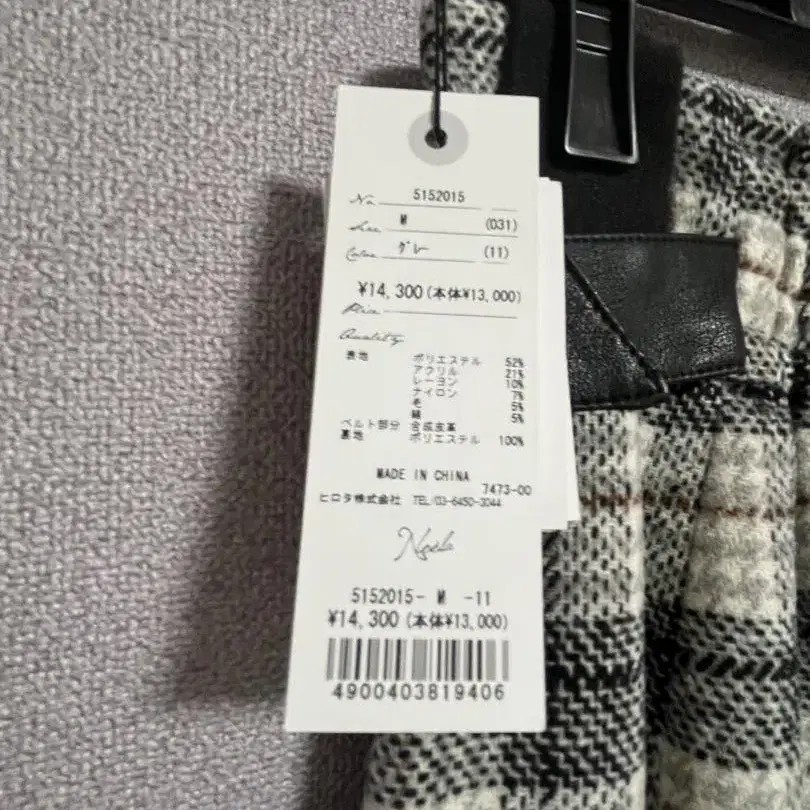 No. 5152015
Size M (031)
Color グレー (11)
¥14,300(本体¥13,000)
Price
Quality
表地 ポリエステル 52%
アクリル 21%
レーヨン 10%
ナイロン 7%
毛 5%
綿 5%
ベルト部分 合成皮革
裏地 ポリエステル 100%
MADE IN CHINA
7473-00
ヒロタ株式会社 TEL/03-6450-3044
5152015- M -11
¥14,300(本体¥13,000)
4900403819406